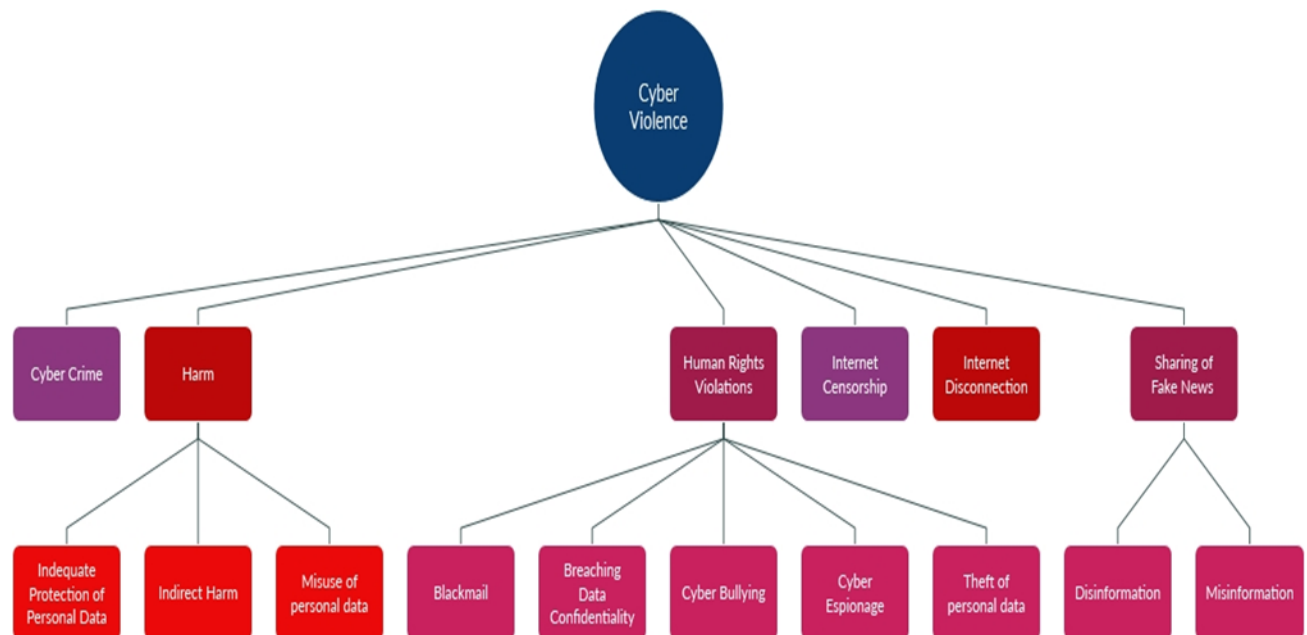 Cyber
Violence
Cyber Crime
Harm
Human Rights
Violations
Internet
Censorship
Internet
Disconnection
Sharing of
Fake News
Indequate
Protection of
Personal Data
Indirect Harm
Misuse of
personal data
Blackmail
Breaching
Data
Confidentiality
Cyber Bullying
Cyber
Espionage
Theft of
personal data
Disinformation
Misinformation